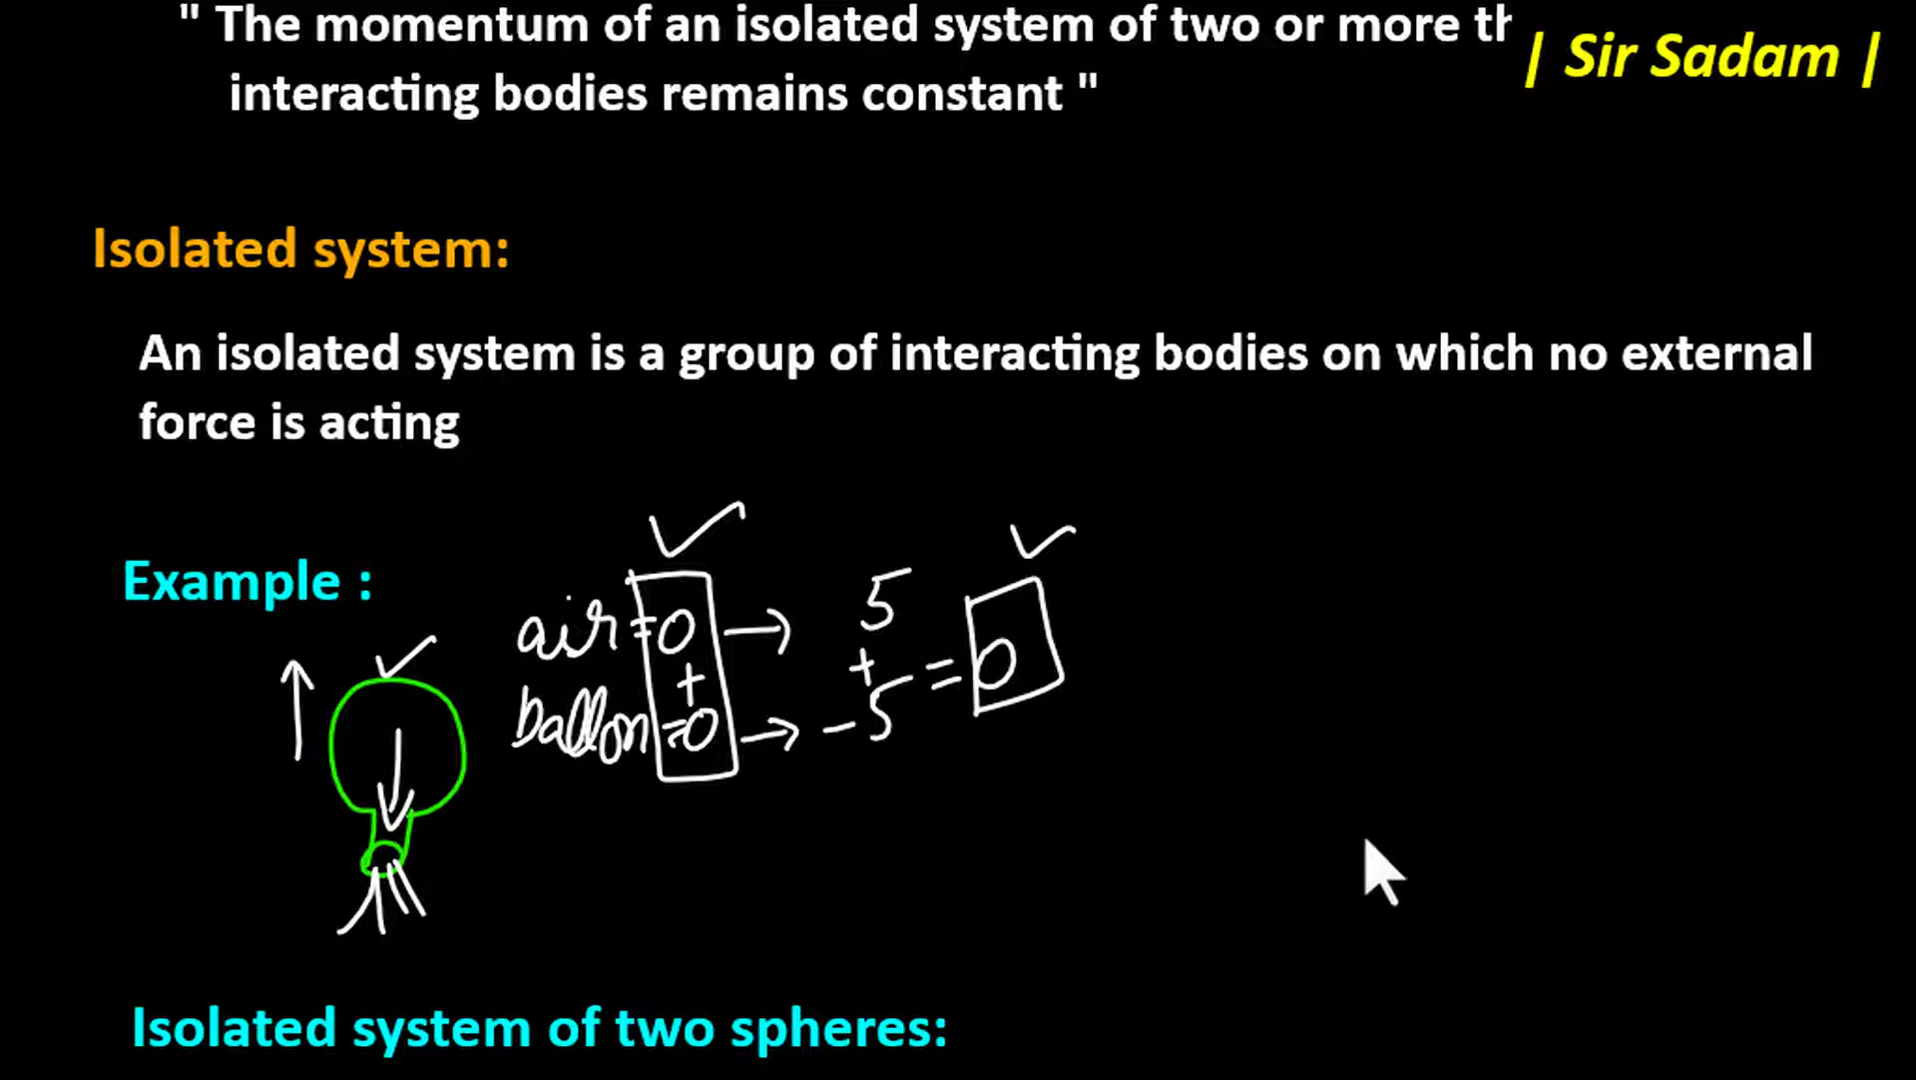 " The momentum of an isolated system of two or more th
| Sir Sadam |
interacting bodies remains constant "
Isolated system:
An isolated system is a group of interacting bodies on which no external
force is acting
Example :
air=0 → 5
+ + = 0
ballon=0 → -5
Isolated system of two spheres: